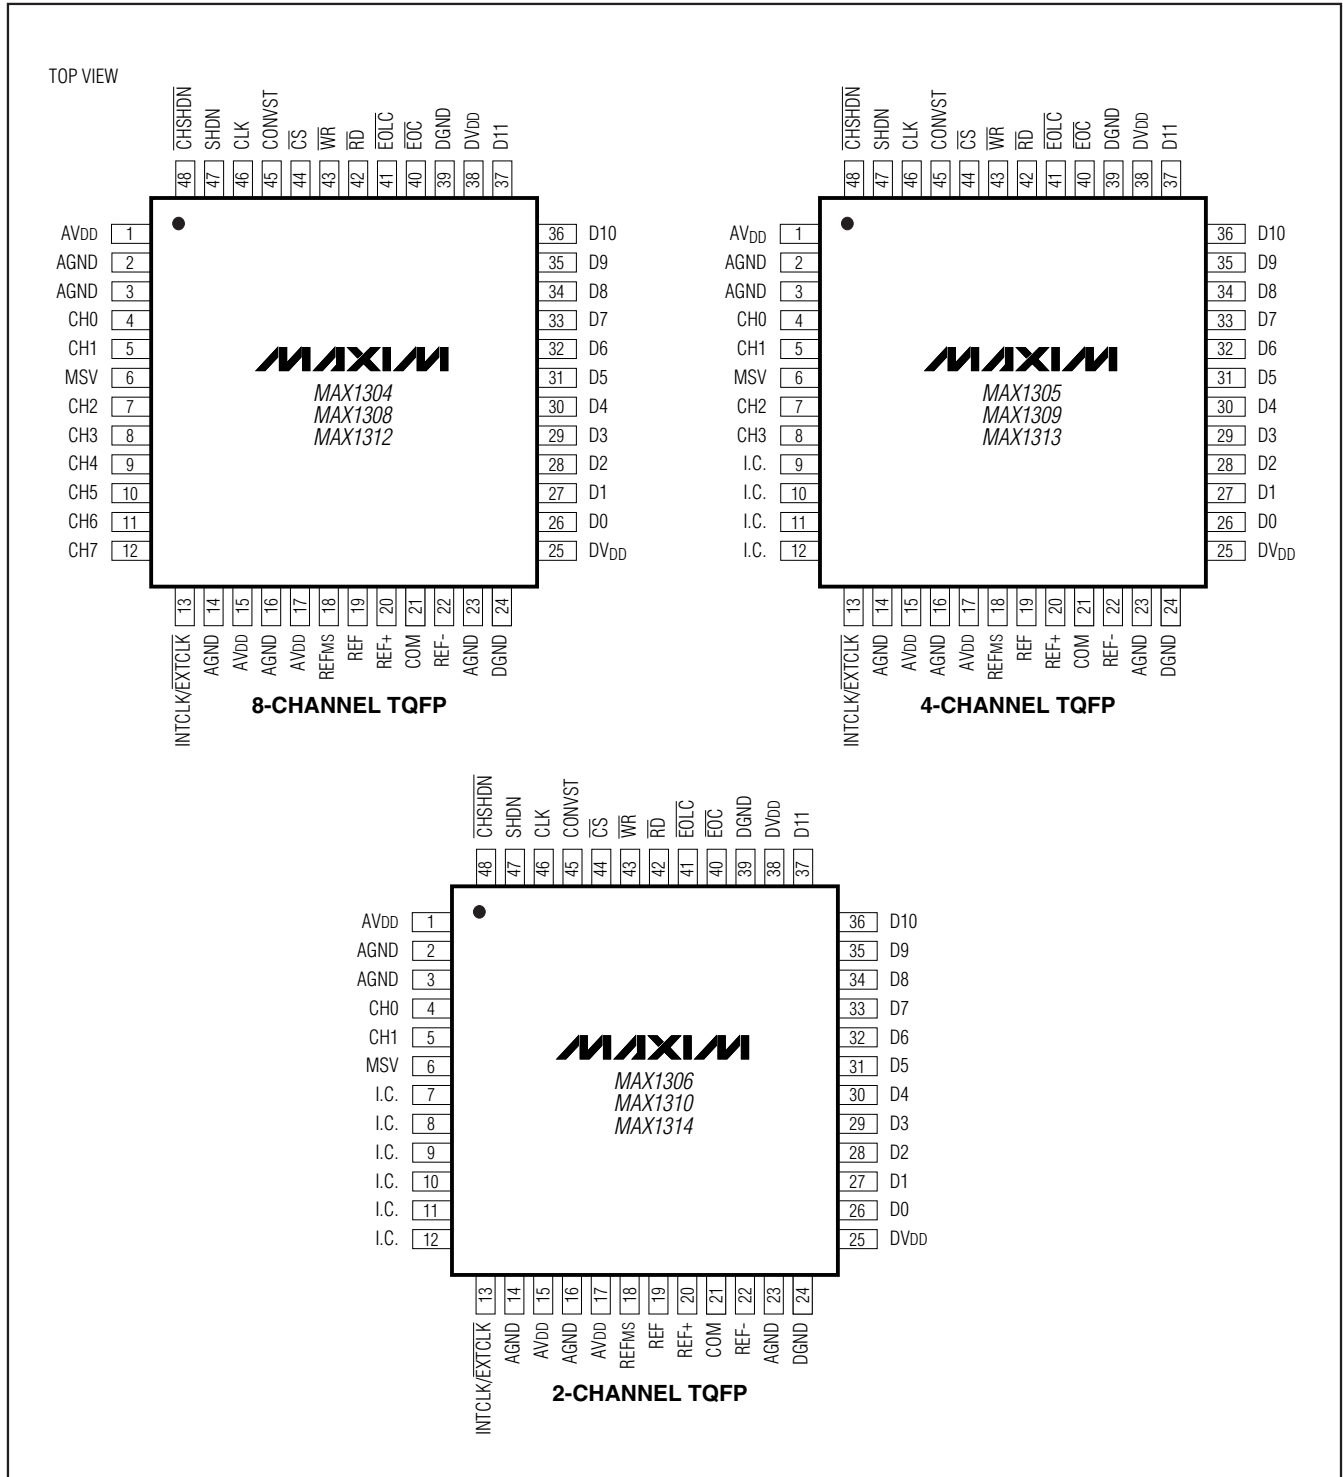 TOP VIEW
CHSHDN SHDN CLK CONVST CS WR RD EOLC EOC DGND DVDD D11
48 47 46 45 44 43 42 41 40 39 38 37
AVDD 1 36 D10
AGND 2 35 D9
AGND 3 34 D8
CH0 4 33 D7
CH1 5 32 D6
MSV 6 31 D5
CH2 7 30 D4
CH3 8 29 D3
CH4 9 28 D2
CH5 10 27 D1
CH6 11 26 D0
CH7 12 25 DVDD
MAXIM
MAX1304
MAX1308
MAX1312
13 14 15 16 17 18 19 20 21 22 23 24
INTCLK/EXTCLK AGND AVDD AGND AVDD REFMS REF REF+ COM REF- AGND DGND
8-CHANNEL TQFP
CHSHDN SHDN CLK CONVST CS WR RD EOLC EOC DGND DVDD D11
48 47 46 45 44 43 42 41 40 39 38 37
AVDD 1 36 D10
AGND 2 35 D9
AGND 3 34 D8
CH0 4 33 D7
CH1 5 32 D6
MSV 6 31 D5
CH2 7 30 D4
CH3 8 29 D3
I.C. 9 28 D2
I.C. 10 27 D1
I.C. 11 26 D0
I.C. 12 25 DVDD
MAXIM
MAX1305
MAX1309
MAX1313
13 14 15 16 17 18 19 20 21 22 23 24
INTCLK/EXTCLK AGND AVDD AGND AVDD REFMS REF REF+ COM REF- AGND DGND
4-CHANNEL TQFP
CHSHDN SHDN CLK CONVST CS WR RD EOLC EOC DGND DVDD D11
48 47 46 45 44 43 42 41 40 39 38 37
AVDD 1 36 D10
AGND 2 35 D9
AGND 3 34 D8
CH0 4 33 D7
CH1 5 32 D6
MSV 6 31 D5
I.C. 7 30 D4
I.C. 8 29 D3
I.C. 9 28 D2
I.C. 10 27 D1
I.C. 11 26 D0
I.C. 12 25 DVDD
MAXIM
MAX1306
MAX1310
MAX1314
13 14 15 16 17 18 19 20 21 22 23 24
INTCLK/EXTCLK AGND AVDD AGND AVDD REFMS REF REF+ COM REF- AGND DGND
2-CHANNEL TQFP